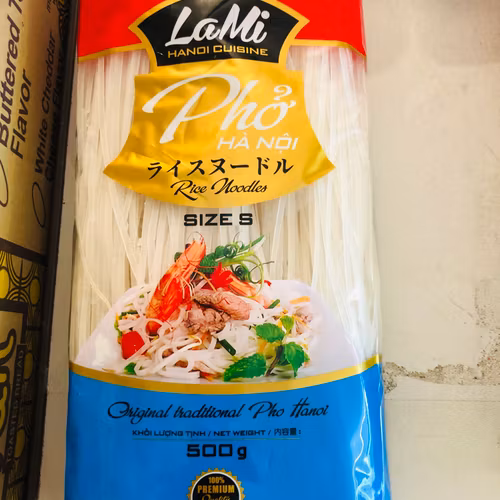 LaMi
HANOI CUISINE
Phở
HÀ NỘI
ライスヌードル
Rice Noodles
SIZE S
Original traditional Pho Hanoi
KHỐI LƯỢNG TỊNH / NET WEIGHT / 内容量:
500g
100%
PREMIUM
Quality
Buttered
Flavor
White Cheddar